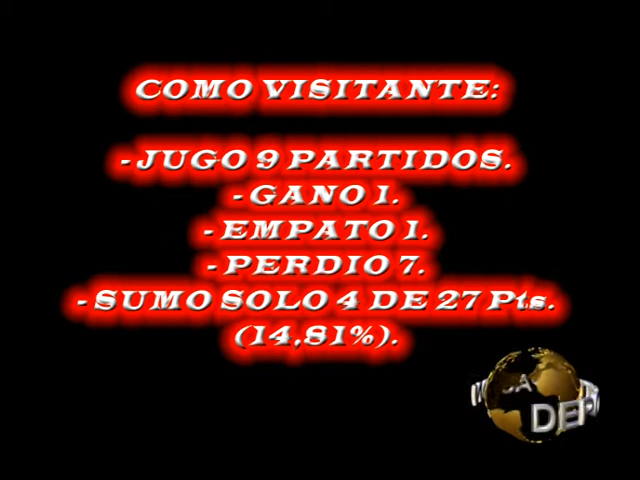 COMO VISITANTE:
- JUGO 9 PARTIDOS.
- GANO 1.
- EMPATO 1.
- PERDIO 7.
- SUMO SOLO 4 DE 27 Pts.
(14,81%).